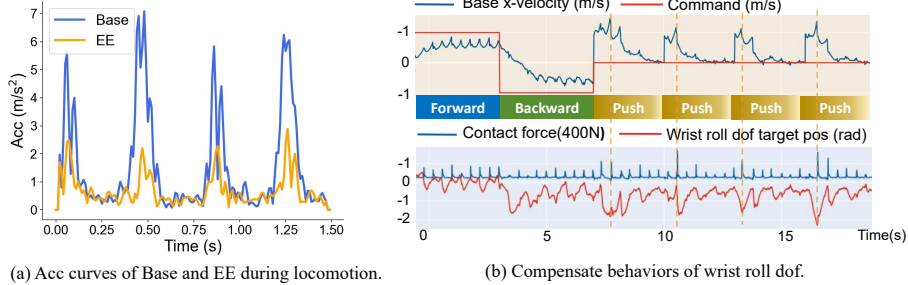 Base
EE
Acc (m/s²)
7
6
5
4
3
2
1
0
0.00 0.25 0.50 0.75 1.00 1.25 1.50
Time (s)
(a) Acc curves of Base and EE during locomotion.
Base x-velocity (m/s) Command (m/s)
-1
0
-1
Forward Backward Push Push Push Push
Contact force(400N) Wrist roll dof target pos (rad)
-1
0
-1
-2
0 5 10 15 Time(s)
(b) Compensate behaviors of wrist roll dof.